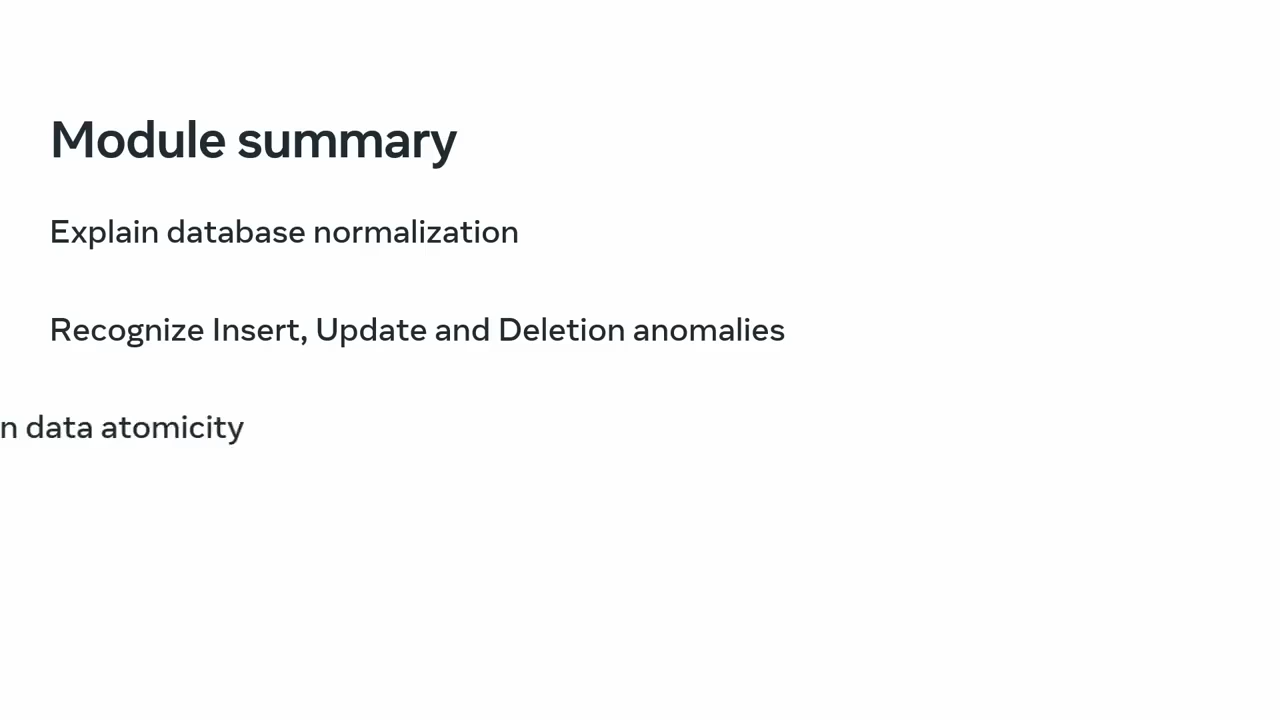 Module summary
Explain database normalization
Recognize Insert, Update and Deletion anomalies
n data atomicity